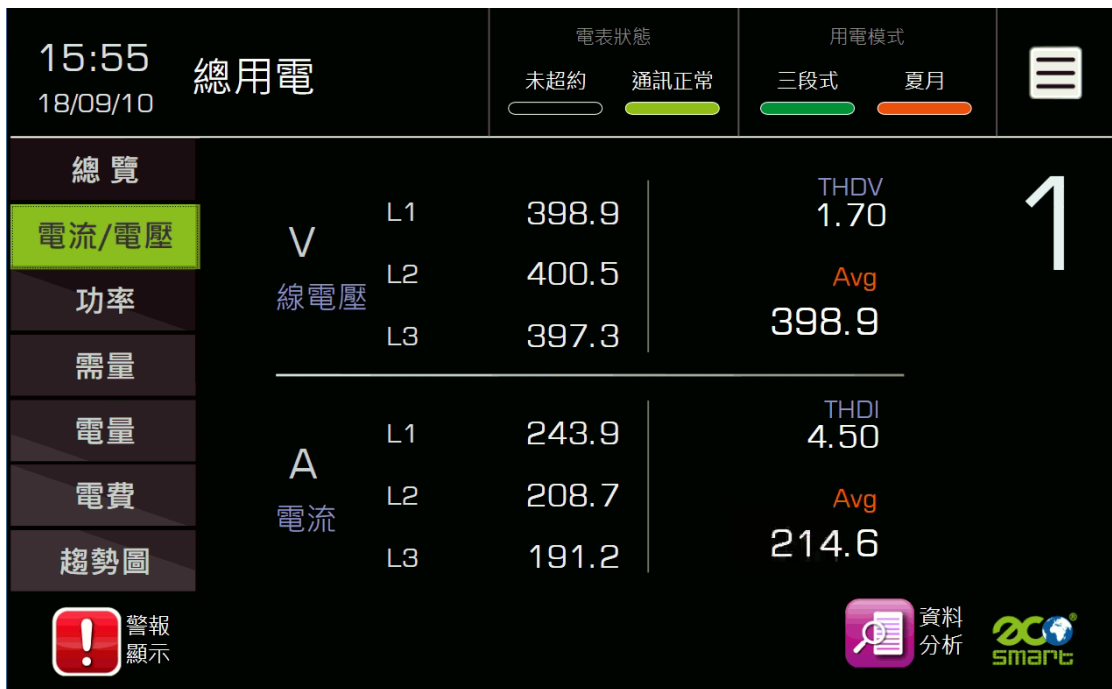 15:55
18/09/10
總用電
電表狀態
未超約 通訊正常
用電模式
三段式 夏月
總覽
電流/電壓
功率
需量
電量
電費
趨勢圖
V
線電壓
L1 398.9
L2 400.5
L3 397.3
THDV
1.70
Avg
398.9
1
A
電流
L1 243.9
L2 208.7
L3 191.2
THDI
4.50
Avg
214.6
警報
顯示
資料
分析
eco
smart